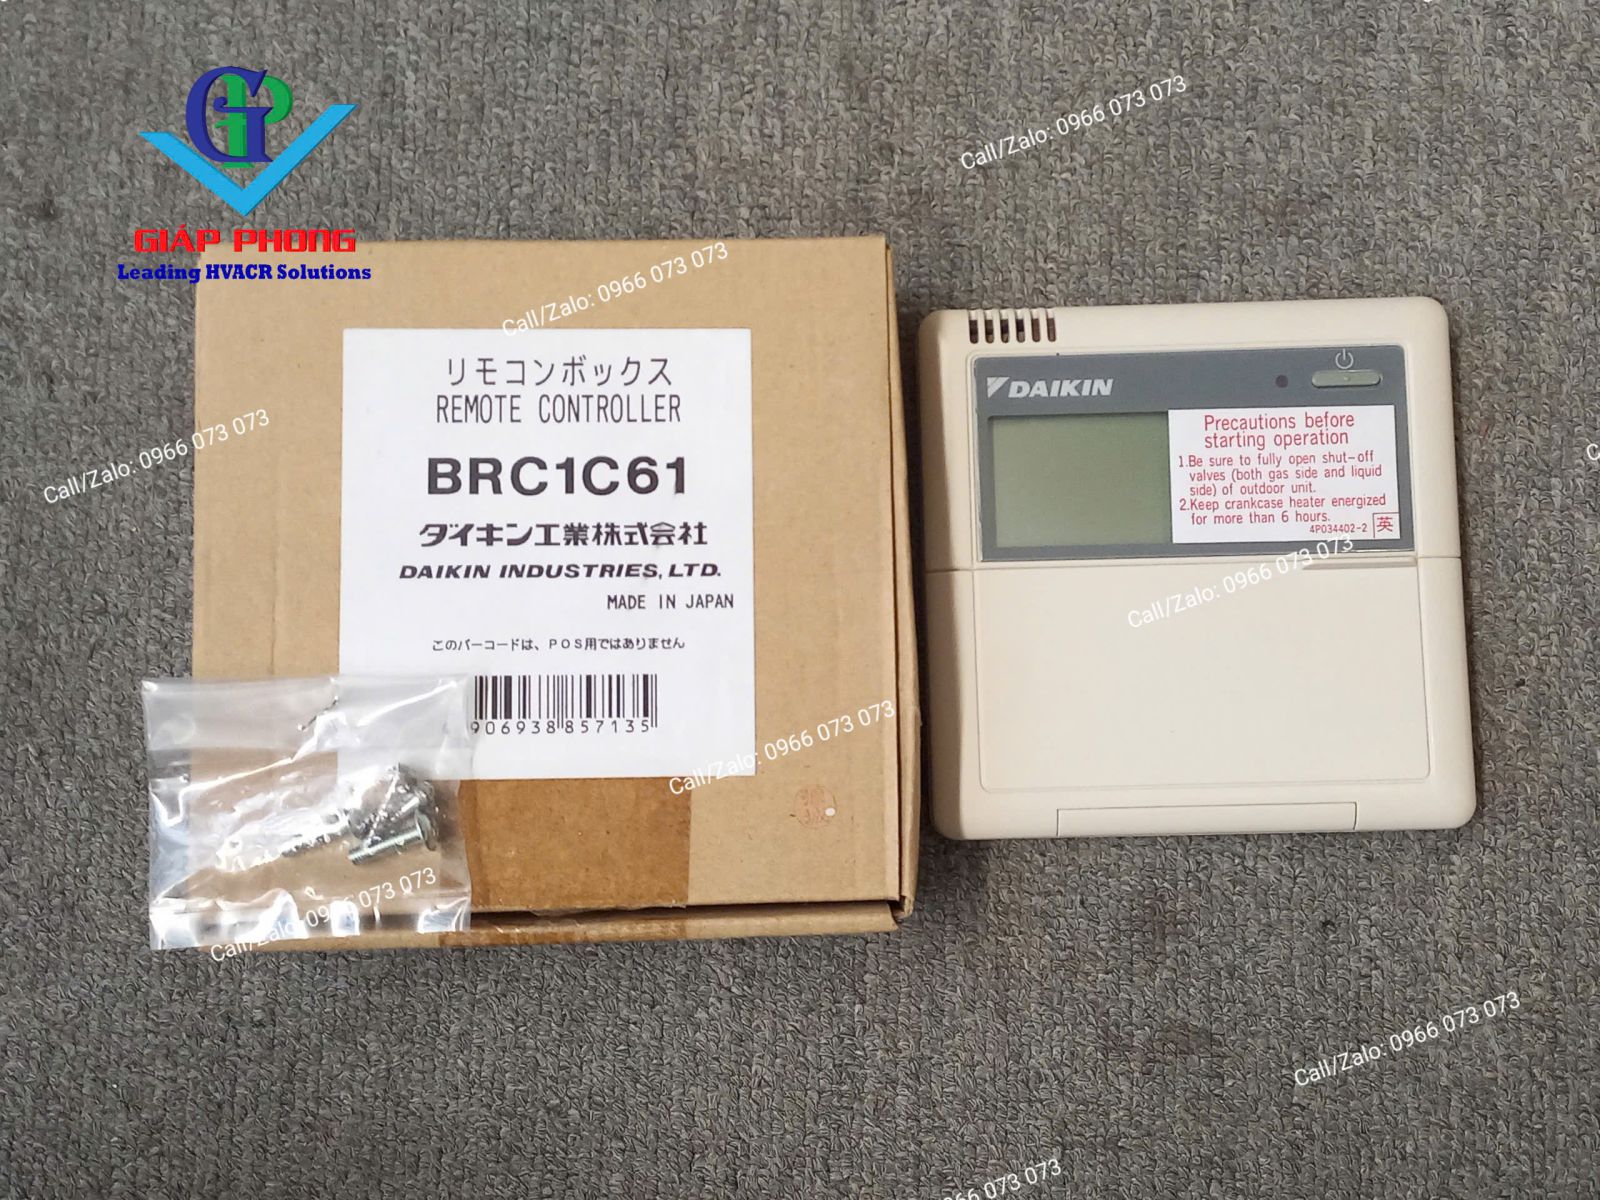 GP
GIÁP PHONG
Leading HVACR Solutions
Call/Zalo: 0966 073 073
Call/Zalo: 0966 073 073
Call/Zalo: 0966 073 073
リモコンボックス
REMOTE CONTROLLER
BRC1C61
ダイキン工業株式会社
DAIKIN INDUSTRIES, LTD.
MADE IN JAPAN
このバーコードは、POS用ではありません
906938857135
DAIKIN
Precautions before
starting operation
1.Be sure to fully open shut-off
valves (both gas side and liquid
side) of outdoor unit.
2.Keep crankcase heater energized
for more than 6 hours.
4P034402-2 英
Call/Zalo: 0966 073 073
Call/Zalo: 0966 073 073
Call/Zalo: 0966 073 073
Call/Zalo: 0966 073 073
66 073 073